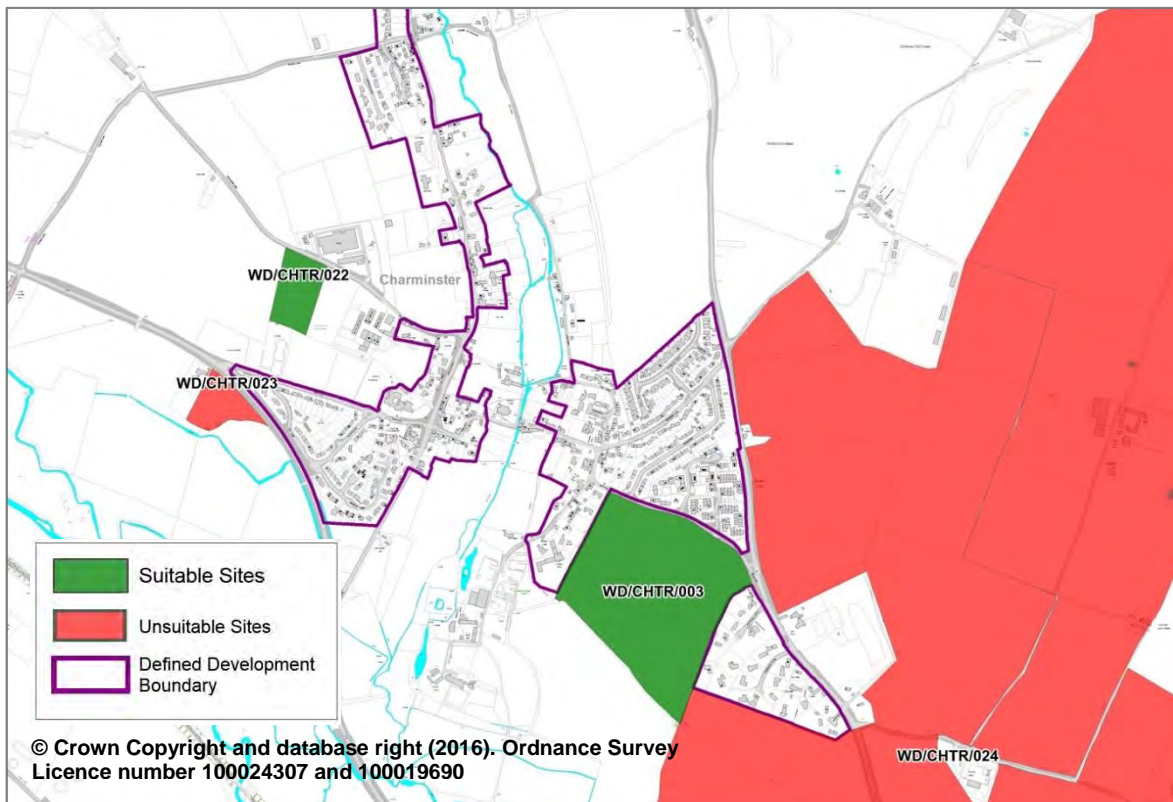 WD/CHTR/022
Charminster
WD/CHTR/023
WD/CHTR/003
WD/CHTR/024
Suitable Sites
Unsuitable Sites
Defined Development
Boundary
© Crown Copyright and database right (2016). Ordnance Survey
Licence number 100024307 and 100019690